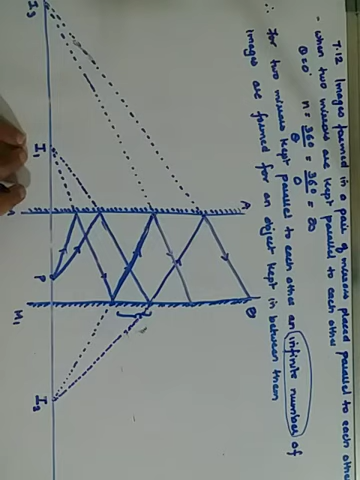 7.12 Images formed in a pair of mirrors placed parallel to each other
- when two mirrors are kept parallel to each other
θ=0° n = 360/θ = 360/0 = ∞
∴ for two mirrors kept parallel to each other an infinite number of
Images are formed for an object kept in between them
I3
I1
P
M1
I2
A
B